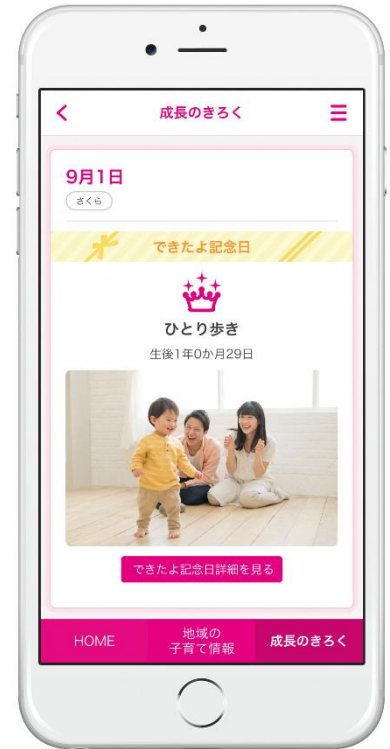 成長のきろく
9月1日
さくら
できたよ記念日
ひとり歩き
生後1年0か月29日
できたよ記念日詳細を見る
HOME
地域の
子育て情報
成長のきろく